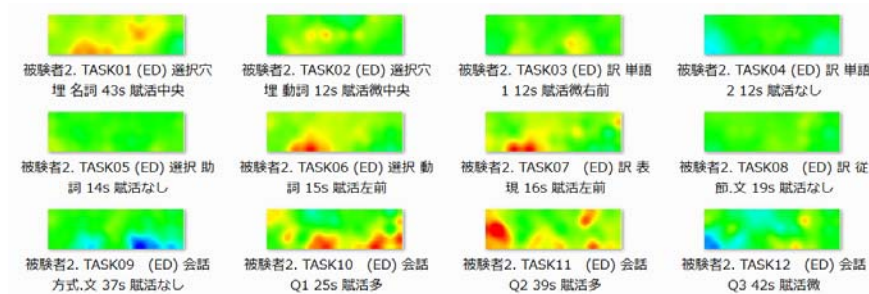 被験者2. TASK01 (ED) 選択穴
埋 名詞 43s 賦活中央
被験者2. TASK02 (ED) 選択穴
埋 動詞 12s 賦活微中央
被験者2. TASK03 (ED) 訳 単語
1 12s 賦活微右前
被験者2. TASK04 (ED) 訳 単語
2 12s 賦活なし
被験者2. TASK05 (ED) 選択 助
詞 14s 賦活なし
被験者2. TASK06 (ED) 選択 動
詞 15s 賦活左前
被験者2. TASK07 (ED) 訳 表
現 16s 賦活左前
被験者2. TASK08 (ED) 訳 従
節.文 19s 賦活なし
被験者2. TASK09 (ED) 会話
方式.文 37s 賦活なし
被験者2. TASK10 (ED) 会話
Q1 25s 賦活多
被験者2. TASK11 (ED) 会話
Q2 39s 賦活多
被験者2. TASK12 (ED) 会話
Q3 42s 賦活微